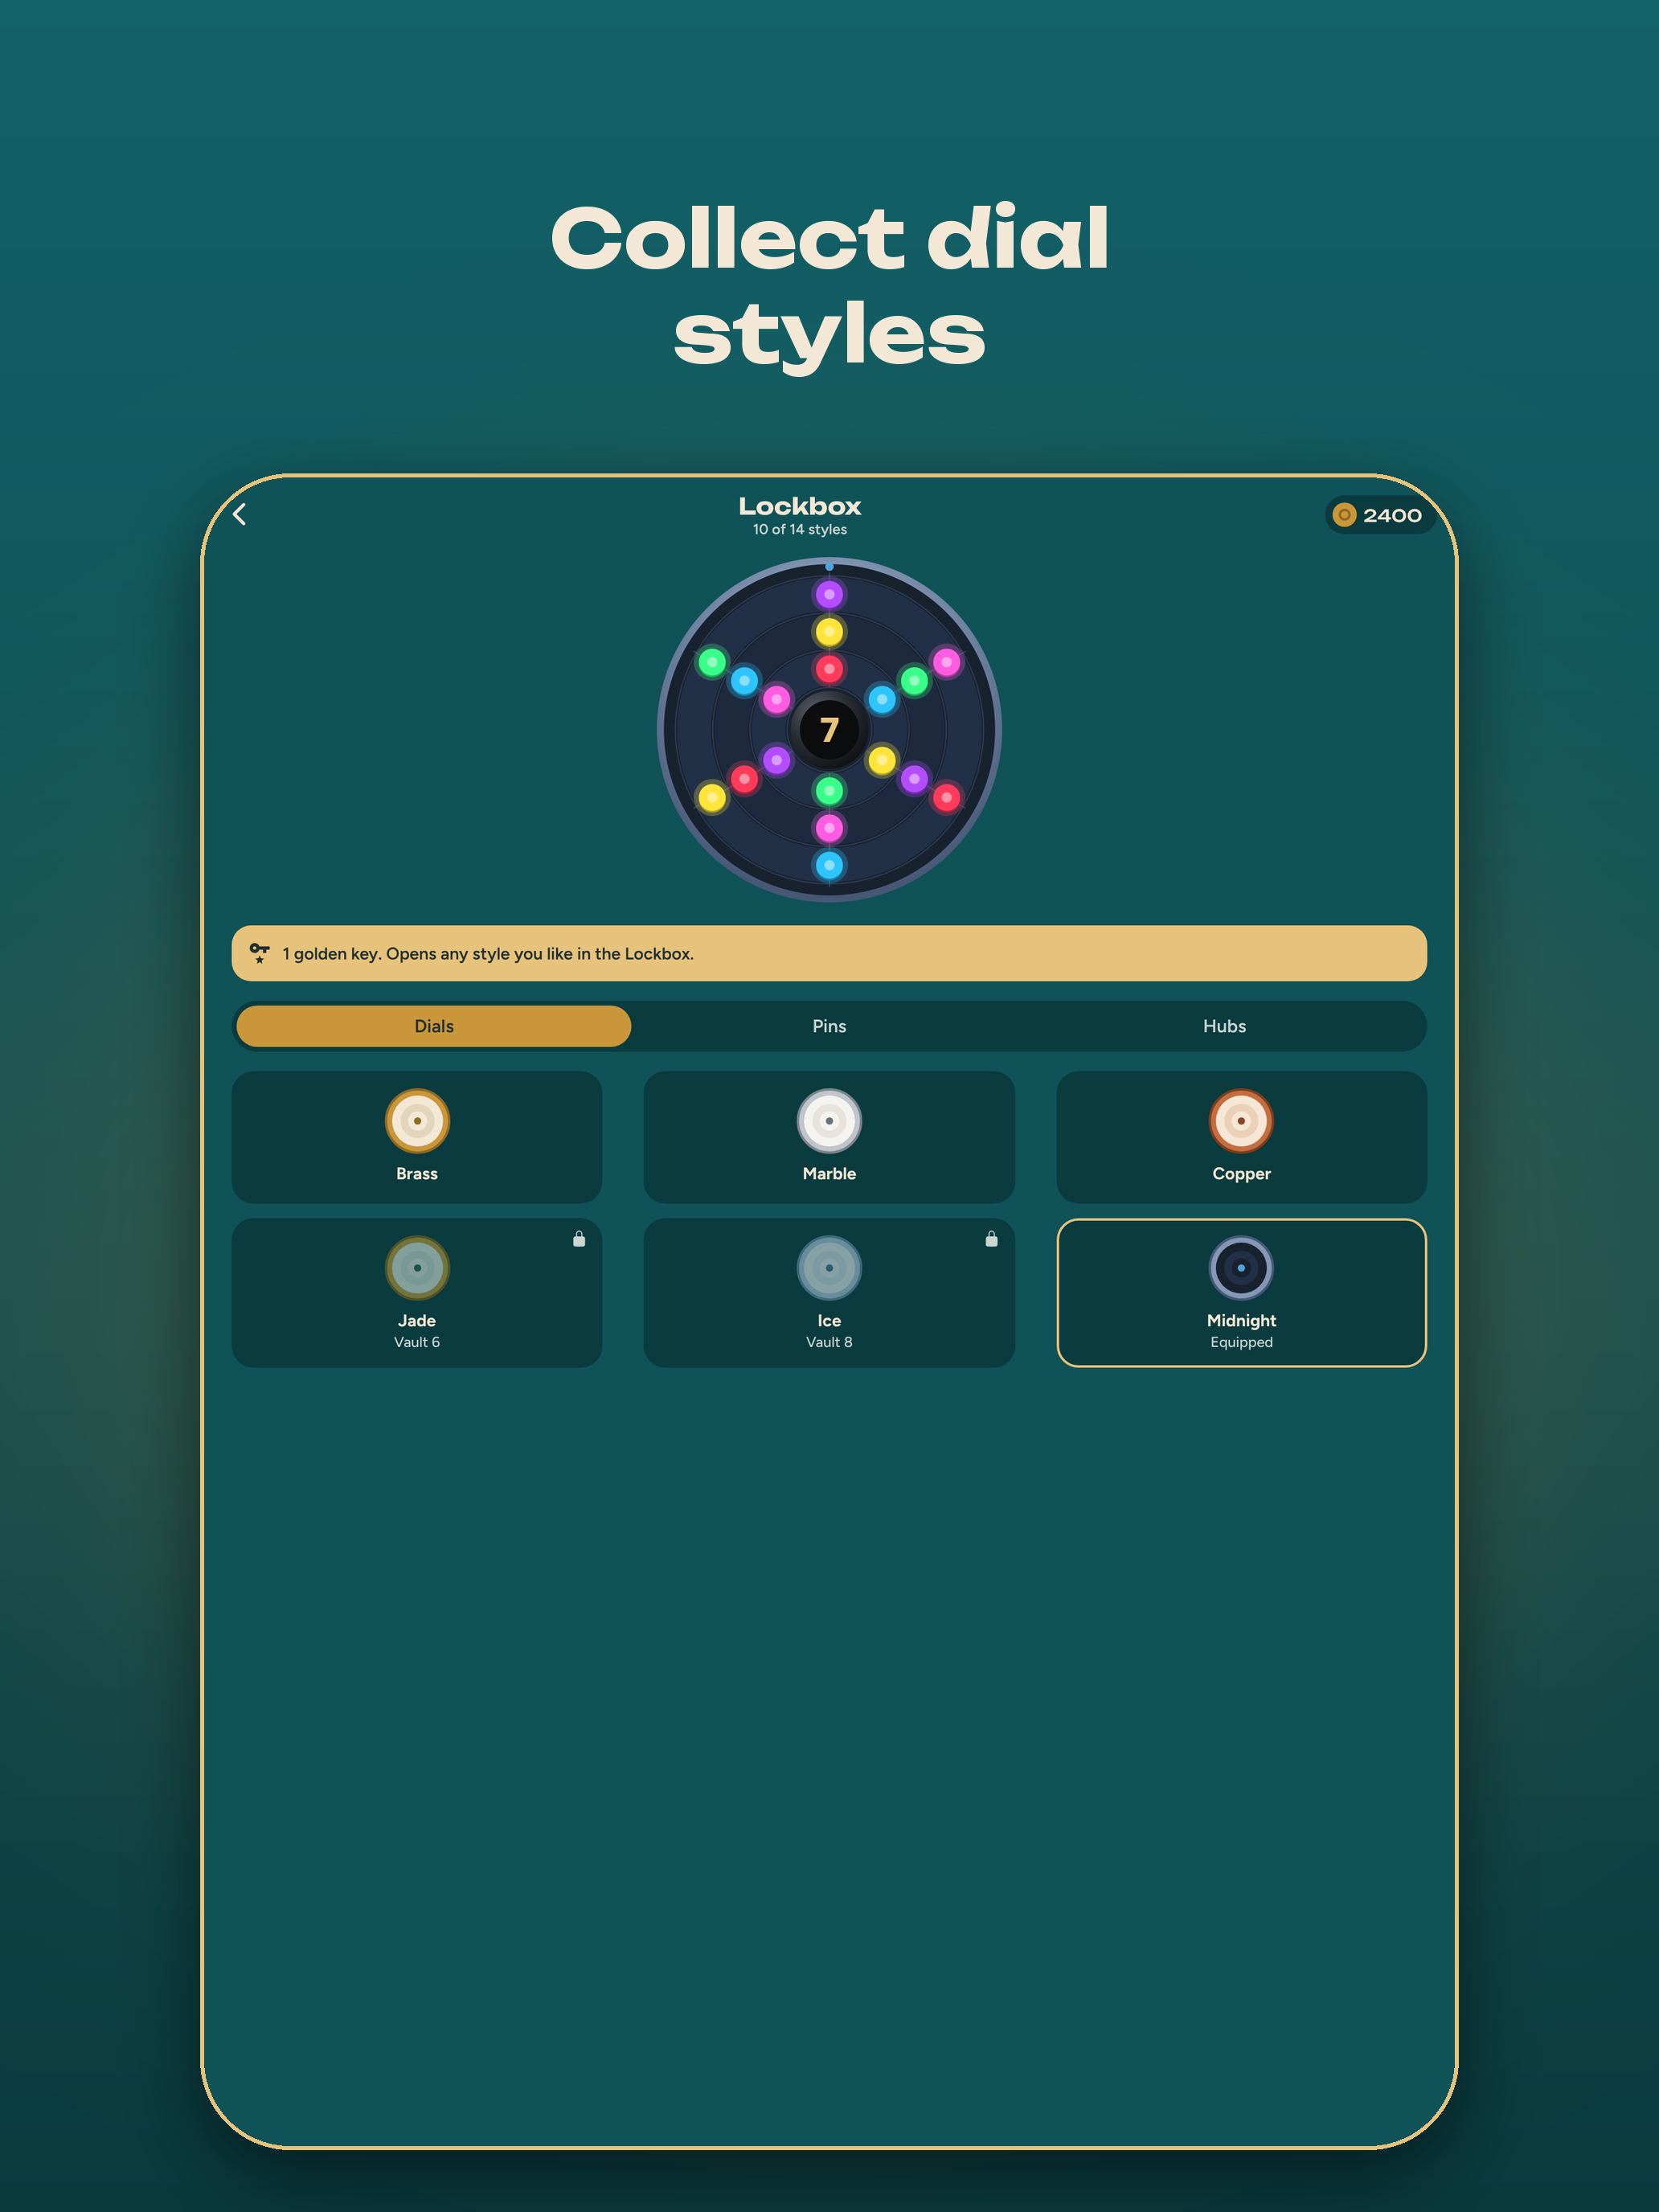 Collect dial
styles
Lockbox
10 of 14 styles
2400
7
1 golden key. Opens any style you like in the Lockbox.
Dials
Pins
Hubs
Brass
Marble
Copper
Jade
Vault 6
Ice
Vault 8
Midnight
Equipped